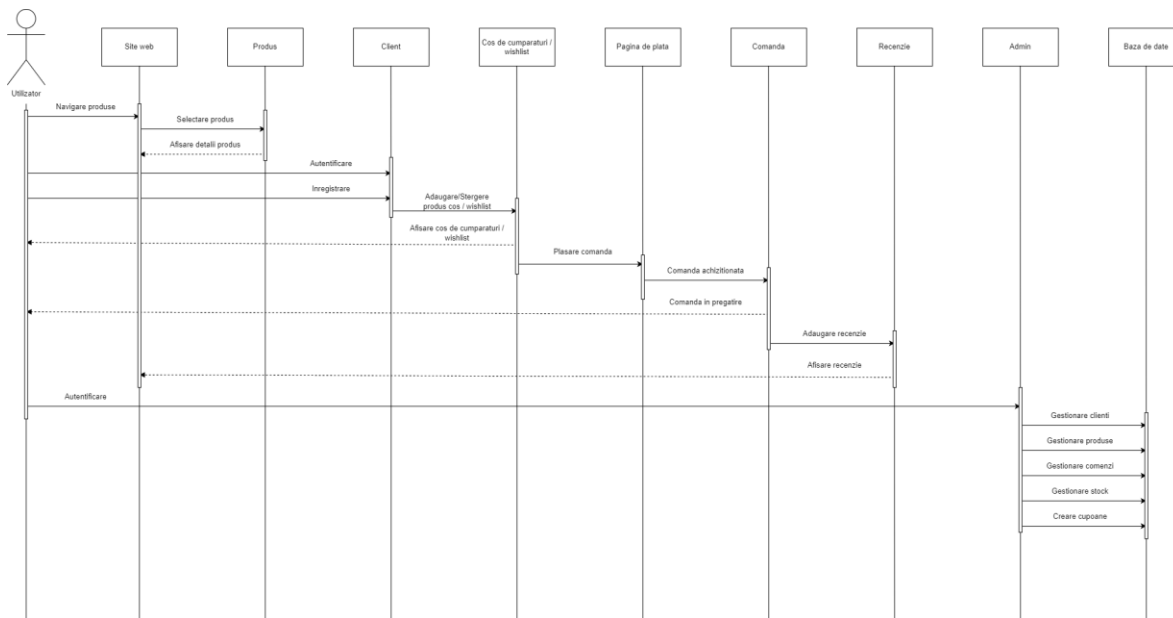 Site web
Produs
Client
Cos de cumparaturi /
wishlist
Pagina de plata
Comanda
Recenzie
Admin
Baza de date
Utilizator
Navigare produse
Selectare produs
Afisare detalii produs
Autentificare
Inregistrare
Adaugare/Stergere
produs cos / wishlist
Afisare cos de cumparaturi /
wishlist
Plasare comanda
Comanda achizitionata
Comanda in pregatire
Adaugare recenzie
Afisare recenzie
Autentificare
Gestionare clienti
Gestionare produse
Gestionare comenzi
Gestionare stock
Creare cupoane